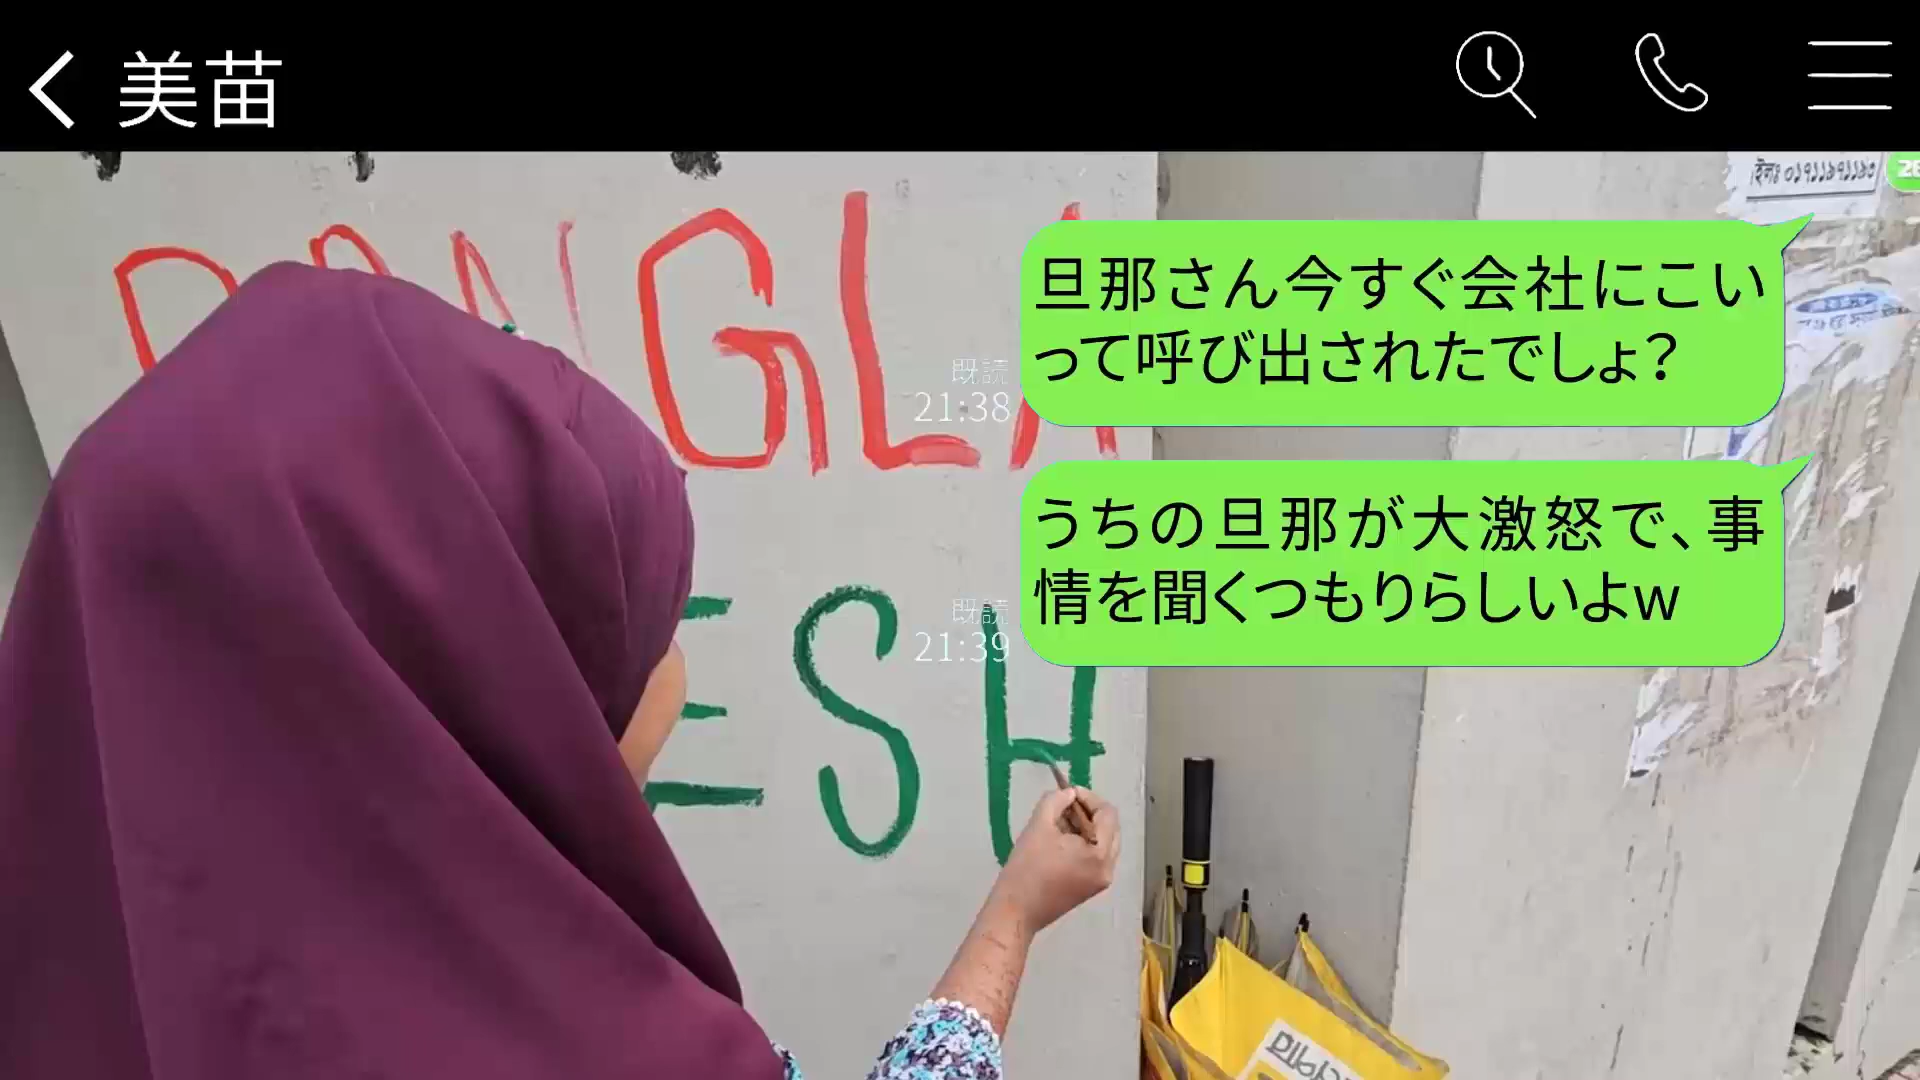 美苗
ইলঃ ০১৭১১৯৭১১৯৩
旦那さん今すぐ会社にこい
って呼び出されたでしょ？
既読
21:38
うちの旦那が大激怒で、事
情を聞くつもりらしいよw
既読
21:39
GLA
ESH